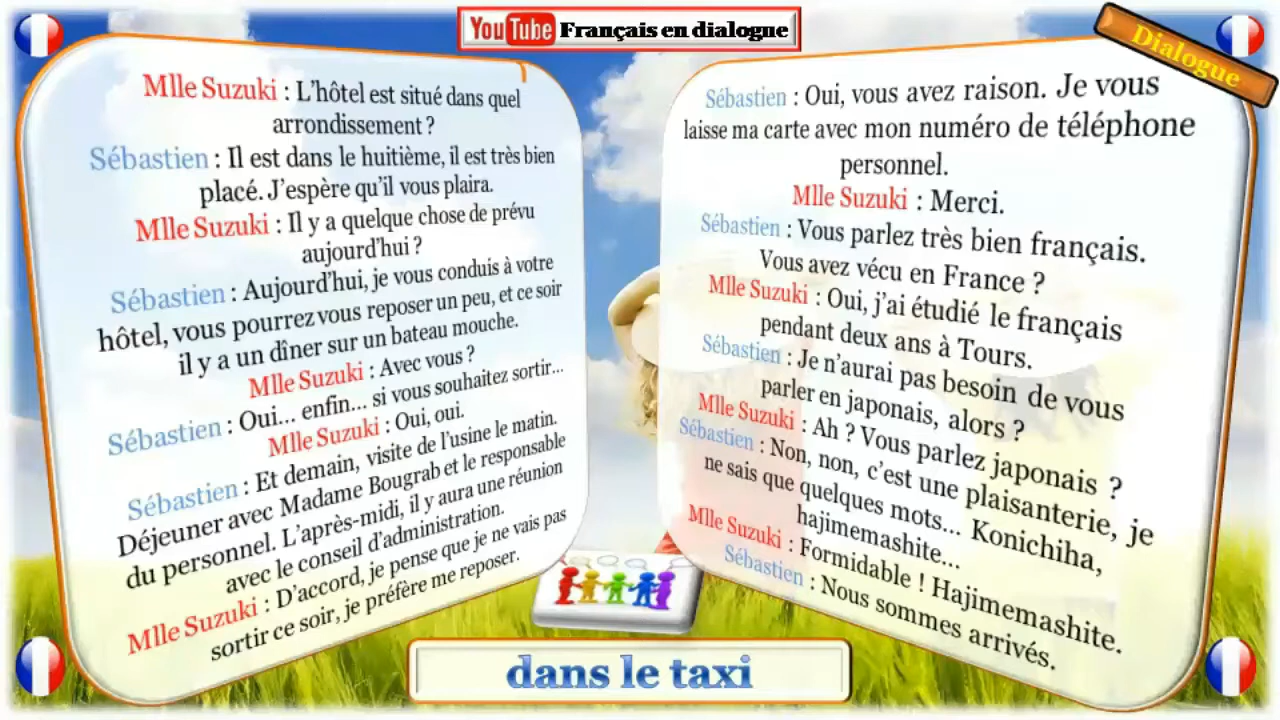 YouTube Français en dialogue
Dialogue
Mlle Suzuki : L'hôtel est situé dans quel
arrondissement ?
Sébastien : Il est dans le huitième, il est très bien
placé. J'espère qu'il vous plaira.
Mlle Suzuki : Il y a quelque chose de prévu
aujourd'hui ?
Sébastien : Aujourd'hui, je vous conduis à votre
hôtel, vous pourrez vous reposer un peu, et ce soir
il y a un dîner sur un bateau mouche.
Mlle Suzuki : Avec vous ?
Sébastien : Oui... enfin... si vous souhaitez sortir...
Mlle Suzuki : Oui, oui.
Sébastien : Et demain, visite de l'usine le matin.
Déjeuner avec Madame Bougrab et le responsable
du personnel. L'après-midi, il y aura une réunion
avec le conseil d'administration.
Mlle Suzuki : D'accord, je pense que je ne vais pas
sortir ce soir, je préfère me reposer.
Sébastien : Oui, vous avez raison. Je vous
laisse ma carte avec mon numéro de téléphone
personnel.
Mlle Suzuki : Merci.
Sébastien : Vous parlez très bien français.
Vous avez vécu en France ?
Mlle Suzuki : Oui, j'ai étudié le français
pendant deux ans à Tours.
Sébastien : Je n'aurai pas besoin de vous
parler en japonais, alors ?
Mlle Suzuki : Ah ? Vous parlez japonais ?
Sébastien : Non, non, c'est une plaisanterie, je
ne sais que quelques mots... Konichiha,
hajimemashite...
Mlle Suzuki : Formidable ! Hajimemashite.
Sébastien : Nous sommes arrivés.
dans le taxi